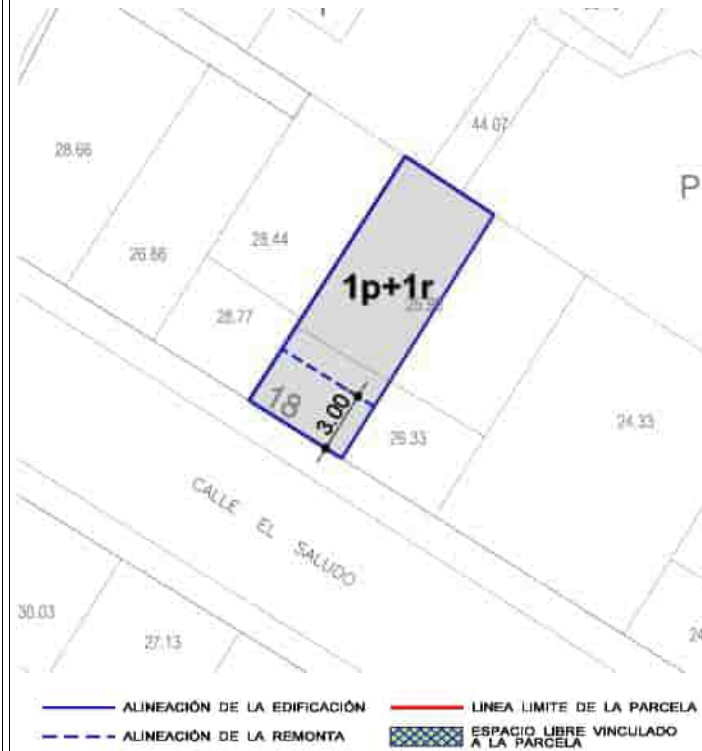 44.07
28.66
P
28.44
26.86
1p+1r
28.77
18
3.00
26.33
24.33
CALLE EL SALUDO
30.03
27.13
24
ALINEACIÓN DE LA EDIFICACIÓN
LINEA LIMITE DE LA PARCELA
ALINEACIÓN DE LA REMONTA
ESPACIO LIBRE VINCULADO
A LA PARCELA